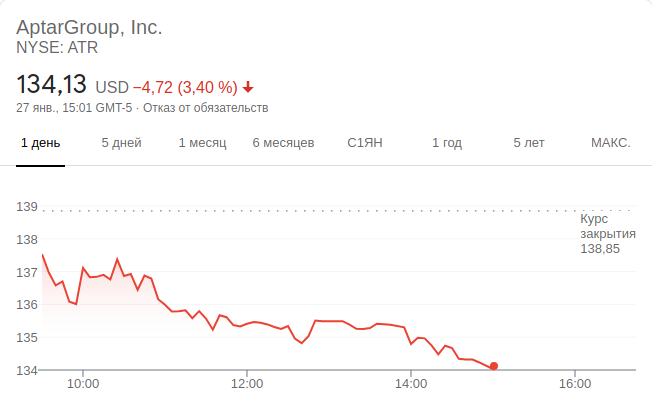 AptarGroup, Inc.
NYSE: ATR
134,13 USD −4,72 (3,40 %)
27 янв., 15:01 GMT-5 · Отказ от обязательств
1 день 5 дней 1 месяц 6 месяцев С1ЯН 1 год 5 лет МАКС.
139
138
137
136
135
134
Курс
закрытия
138,85
10:00 12:00 14:00 16:00